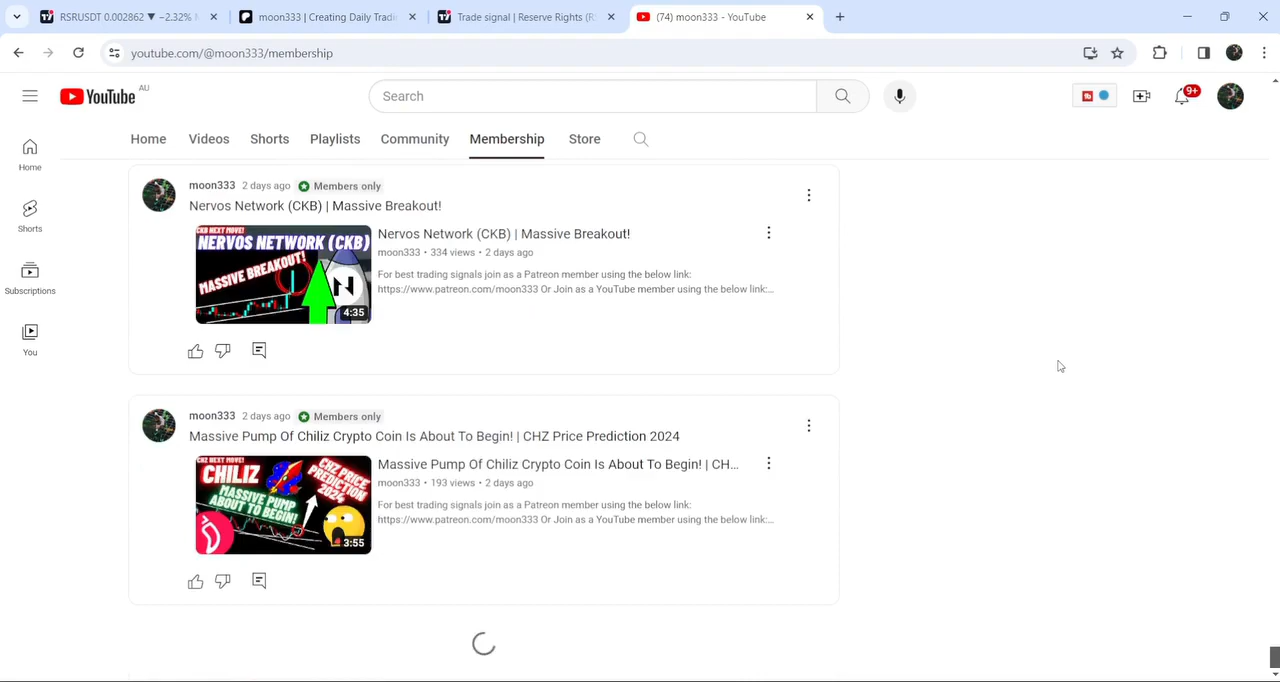 RSRUSDT 0.002862 ▼ −2.32%
moon333 | Creating Daily Tradi
Trade signal | Reserve Rights (R
(74) moon333 - YouTube
youtube.com/@moon333/membership
YouTube AU
Search
9+
Home Videos Shorts Playlists Community Membership Store
Home
Shorts
Subscriptions
You
moon333 2 days ago Members only
Nervos Network (CKB) | Massive Breakout!
CKB NEXT MOVE!
NERVOS NETWORK (CKB)
MASSIVE BREAKOUT!
4:35
Nervos Network (CKB) | Massive Breakout!
moon333 • 334 views • 2 days ago
For best trading signals join as a Patreon member using the below link:
https://www.patreon.com/moon333 Or Join as a YouTube member using the below link:...
moon333 2 days ago Members only
Massive Pump Of Chiliz Crypto Coin Is About To Begin! | CHZ Price Prediction 2024
CHZ NEXT MOVE!
CHILIZ
MASSIVE PUMP
ABOUT TO BEGIN!
CHZ PRICE
PREDICTION
2024
3:55
Massive Pump Of Chiliz Crypto Coin Is About To Begin! | CH...
moon333 • 193 views • 2 days ago
For best trading signals join as a Patreon member using the below link:
https://www.patreon.com/moon333 Or Join as a YouTube member using the below link:...